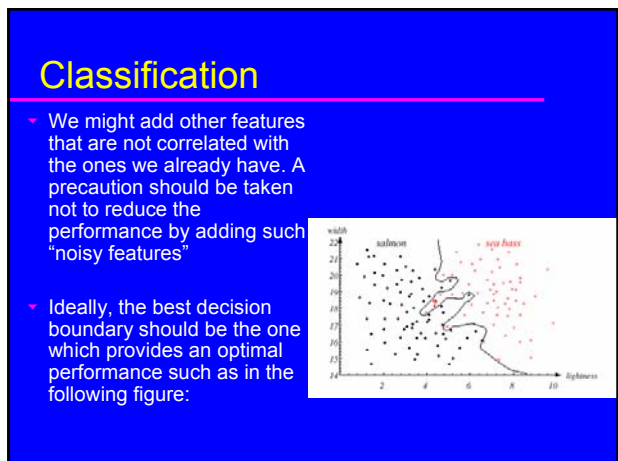 Classification
We might add other features
that are not correlated with
the ones we already have. A
precaution should be taken
not to reduce the
performance by adding such
“noisy features”
Ideally, the best decision
boundary should be the one
which provides an optimal
performance such as in the
following figure:
width
22
salmon
sea bass
21
20
19
18
17
16
15
14
lightness
2
4
6
8
10